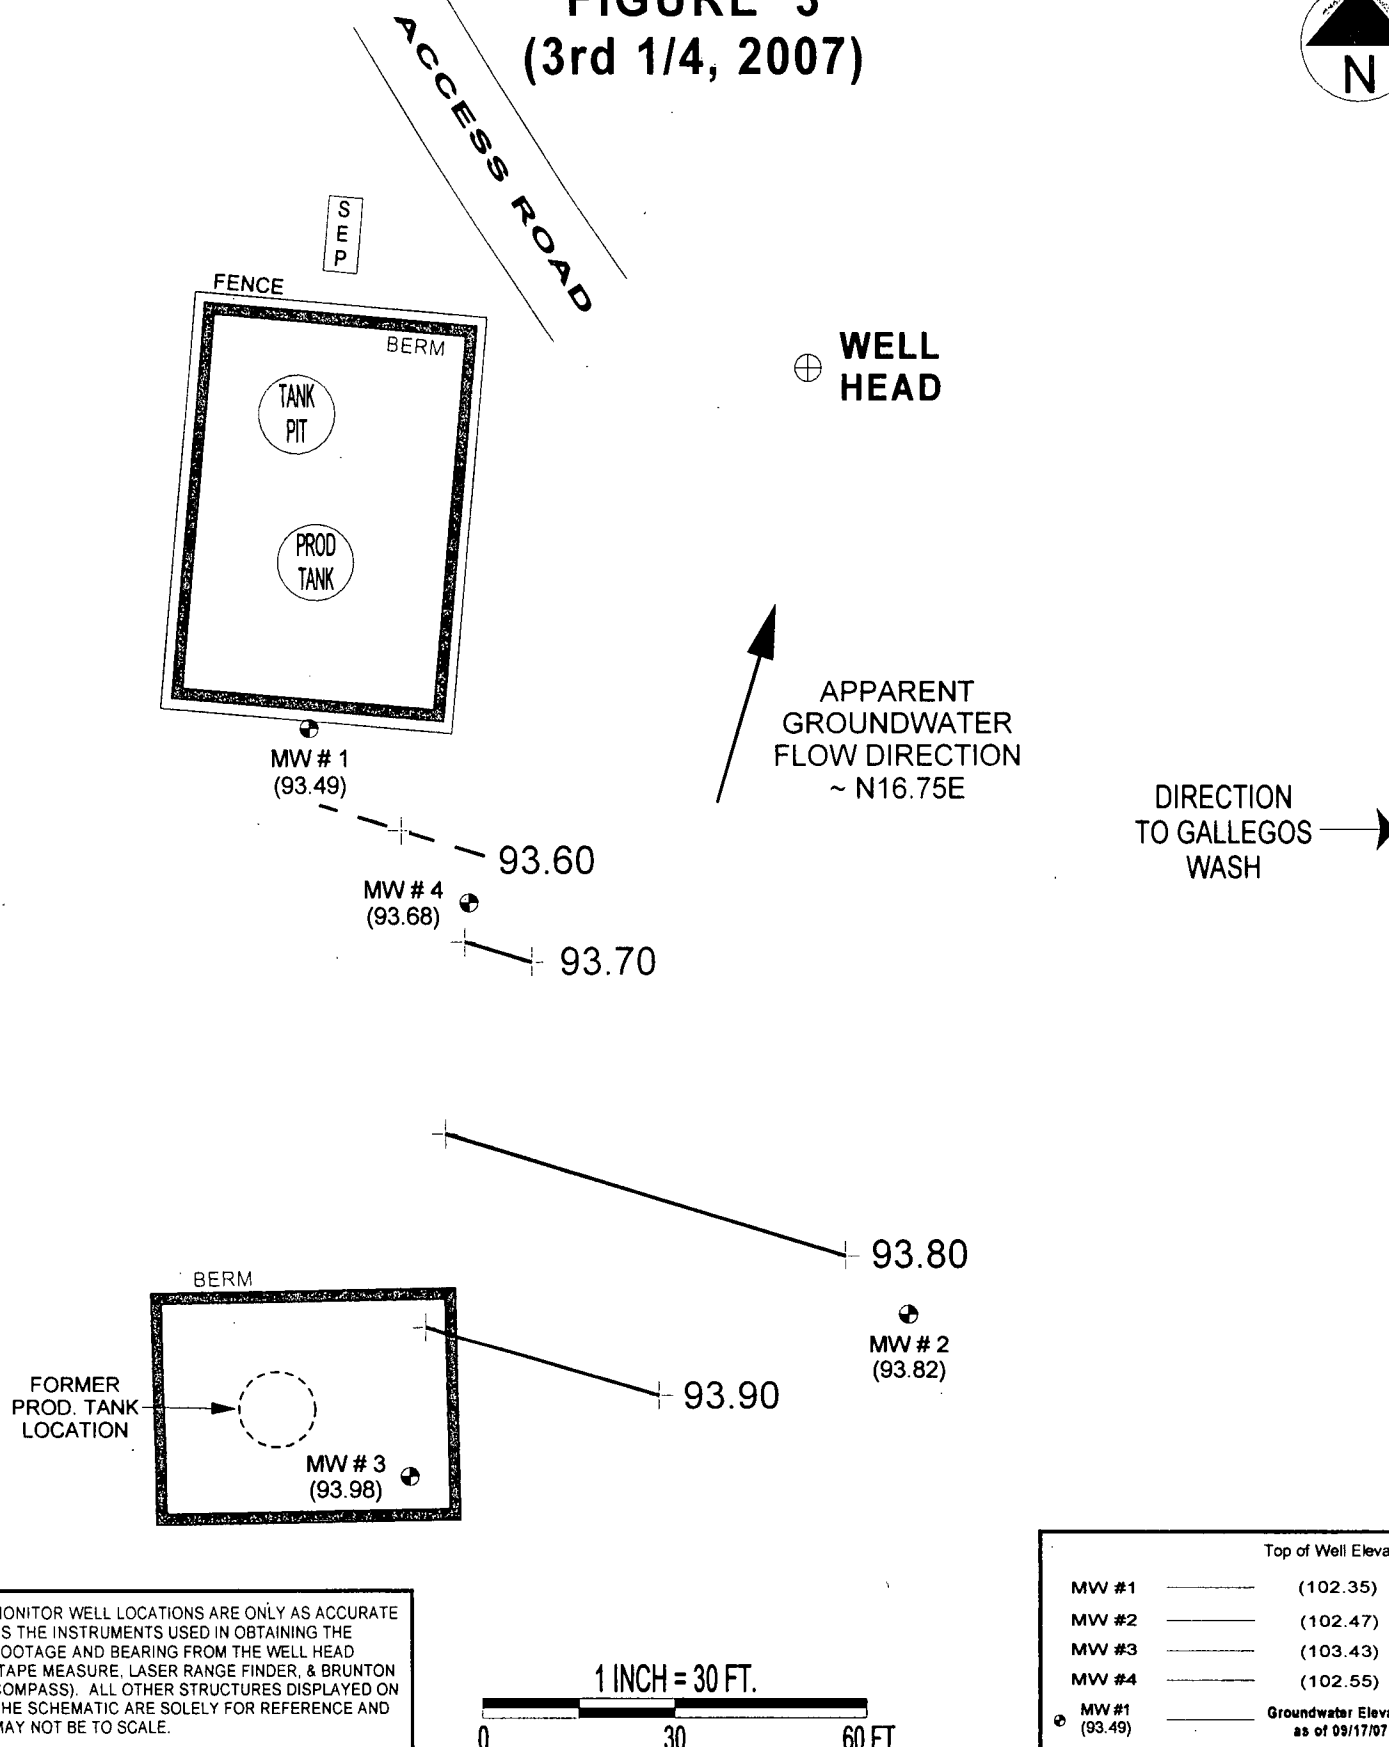 FIGURE 3
(3rd 1/4, 2007)
N
ACCESS ROAD
S
E
P
FENCE
BERM
TANK
PIT
PROD
TANK
WELL
HEAD
MW # 1
(93.49)
APPARENT
GROUNDWATER
FLOW DIRECTION
~ N16.75E
DIRECTION
TO GALLEGOS
WASH
93.60
MW # 4
(93.68)
93.70
93.80
BERM
MW # 2
(93.82)
93.90
FORMER
PROD. TANK
LOCATION
MW # 3
(93.98)
ONITOR WELL LOCATIONS ARE ONLY AS ACCURATE
S THE INSTRUMENTS USED IN OBTAINING THE
OOTAGE AND BEARING FROM THE WELL HEAD
TAPE MEASURE, LASER RANGE FINDER, & BRUNTON
OMPASS). ALL OTHER STRUCTURES DISPLAYED ON
HE SCHEMATIC ARE SOLELY FOR REFERENCE AND
MAY NOT BE TO SCALE.
1 INCH = 30 FT.
0 30 60 FT
Top of Well Eleva
MW #1 (102.35)
MW #2 (102.47)
MW #3 (103.43)
MW #4 (102.55)
MW #1
(93.49)
Groundwater Eleva
as of 09/17/07